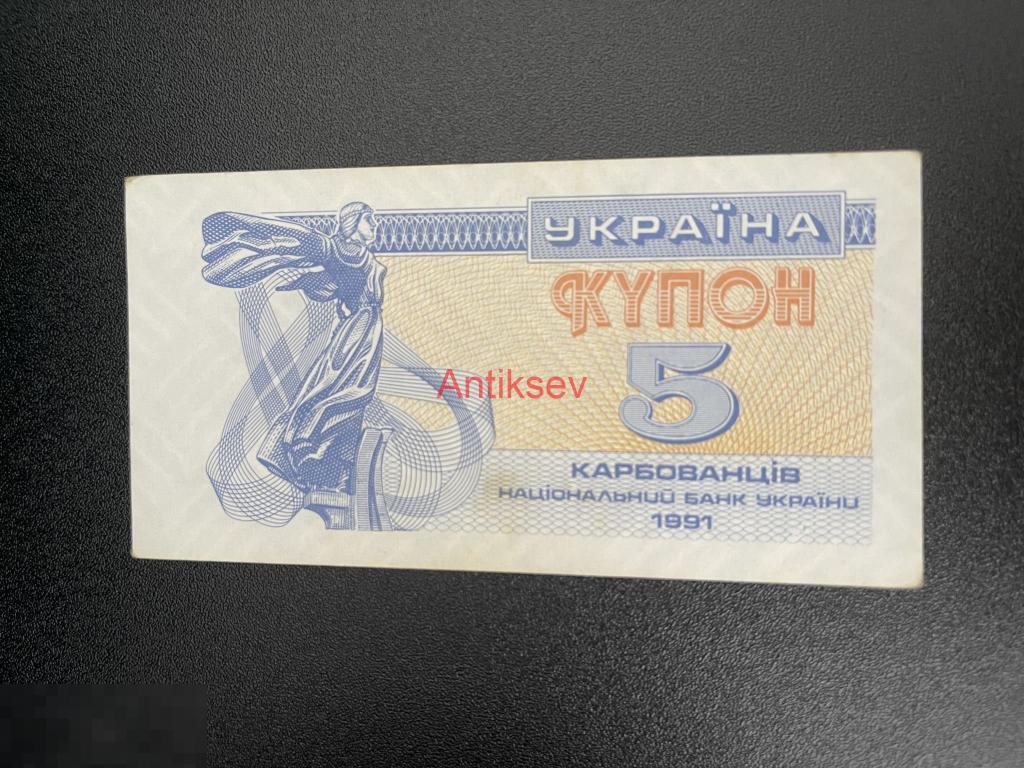 УКРАЇНА
КУПОН
5
Antiksev
КАРБОВАНЦІВ
НАЦІОНАЛЬНИЙ БАНК УКРАЇНИ
1991